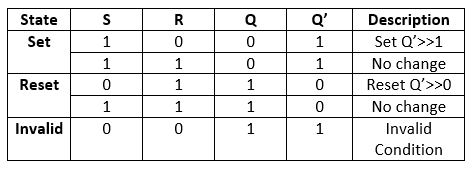 State S R Q Q’ Description
Set 1 0 0 1 Set Q’>>1
1 1 0 1 No change
Reset 0 1 1 0 Reset Q’>>0
1 1 1 0 No change
Invalid 0 0 1 1 Invalid
Condition